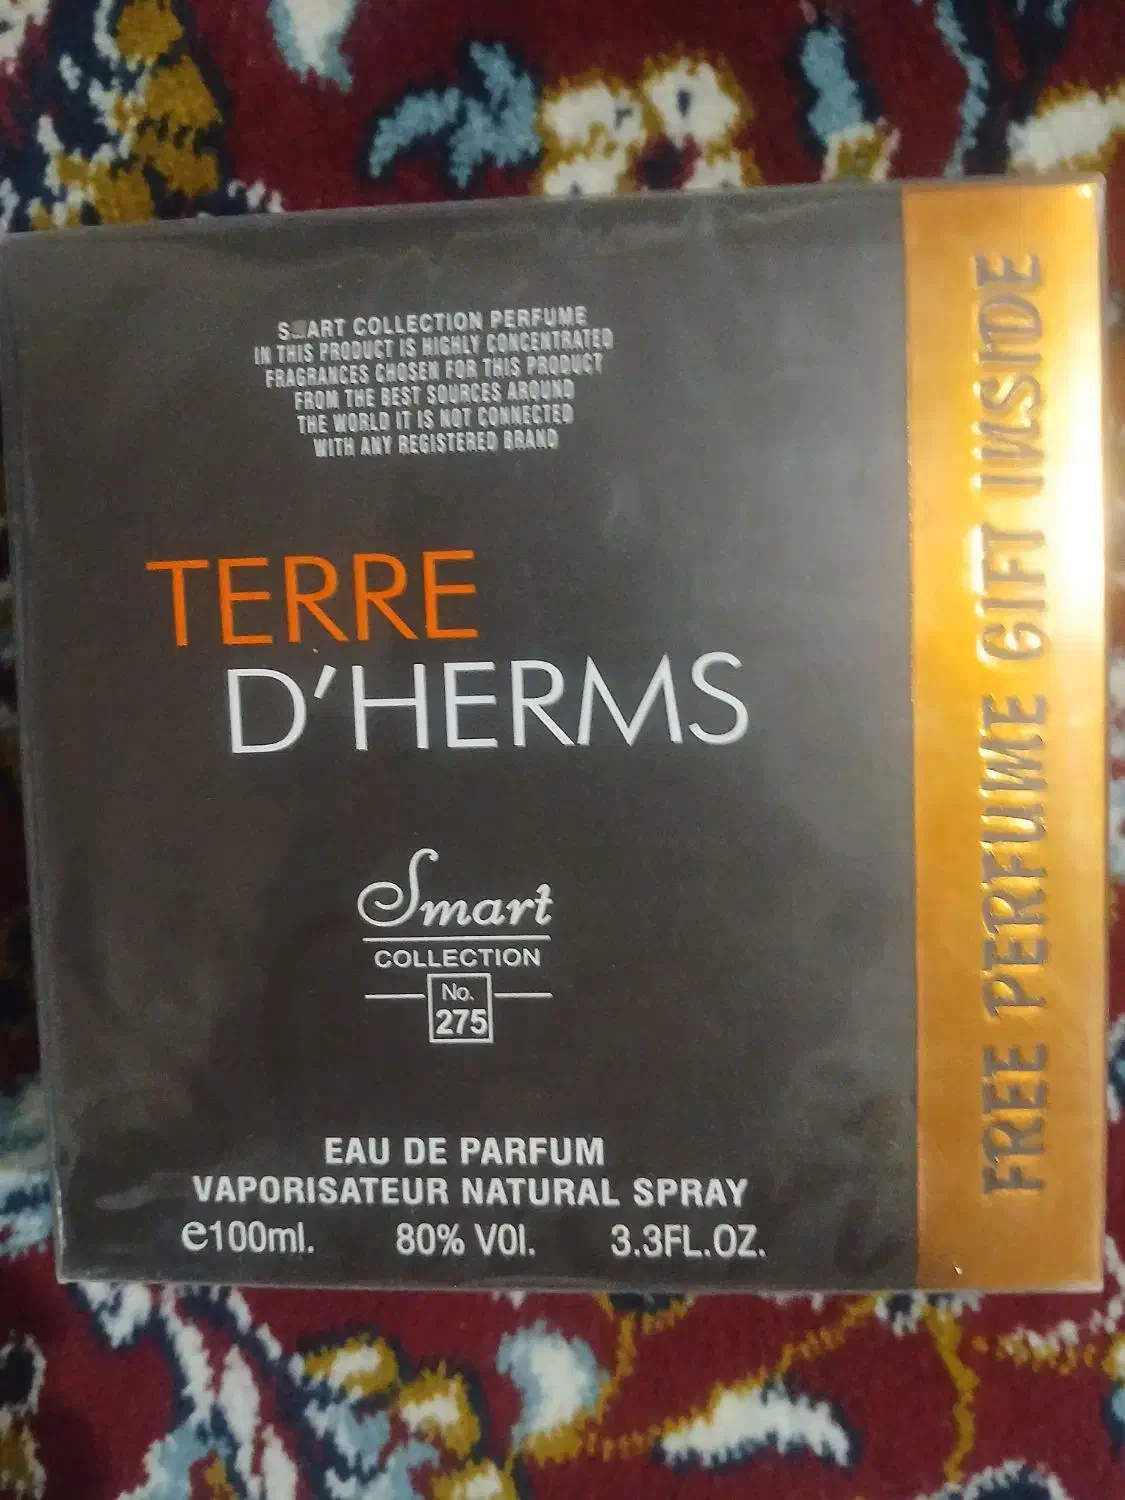 SMART COLLECTION PERFUME
IN THIS PRODUCT IS HIGHLY CONCENTRATED
FRAGRANCES CHOSEN FOR THIS PRODUCT
FROM THE BEST SOURCES AROUND
THE WORLD IT IS NOT CONNECTED
WITH ANY REGISTERED BRAND
TERRE
D'HERMS
Smart
COLLECTION
No.
275
EAU DE PARFUM
VAPORISATEUR NATURAL SPRAY
e100ml. 80% VOl. 3.3FL.OZ.
FREE PERFUME GIFT INSIDE